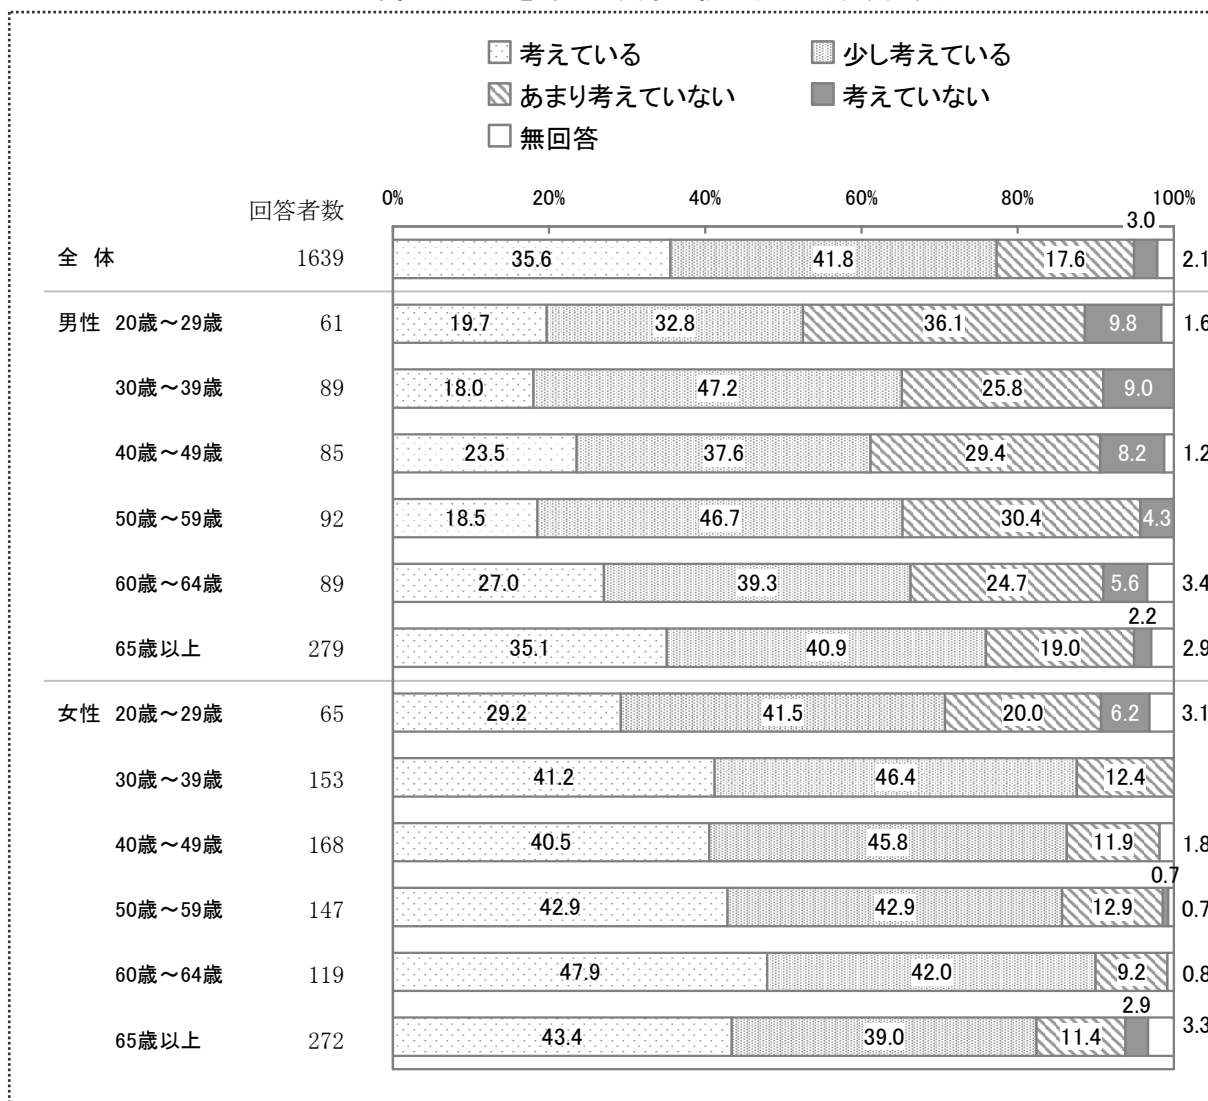 考えている 少し考えている
あまり考えていない 考えていない
無回答
回答者数 0% 20% 40% 60% 80% 100%
3.0
全 体 1639 35.6 41.8 17.6 2.1
男性 20歳～29歳 61 19.7 32.8 36.1 9.8 1.6
30歳～39歳 89 18.0 47.2 25.8 9.0
40歳～49歳 85 23.5 37.6 29.4 8.2 1.2
50歳～59歳 92 18.5 46.7 30.4 4.3
60歳～64歳 89 27.0 39.3 24.7 5.6 3.4
2.2
65歳以上 279 35.1 40.9 19.0 2.9
女性 20歳～29歳 65 29.2 41.5 20.0 6.2 3.1
30歳～39歳 153 41.2 46.4 12.4
40歳～49歳 168 40.5 45.8 11.9 1.8
0.7
50歳～59歳 147 42.9 42.9 12.9 0.7
60歳～64歳 119 47.9 42.0 9.2 0.8
2.9
65歳以上 272 43.4 39.0 11.4 3.3